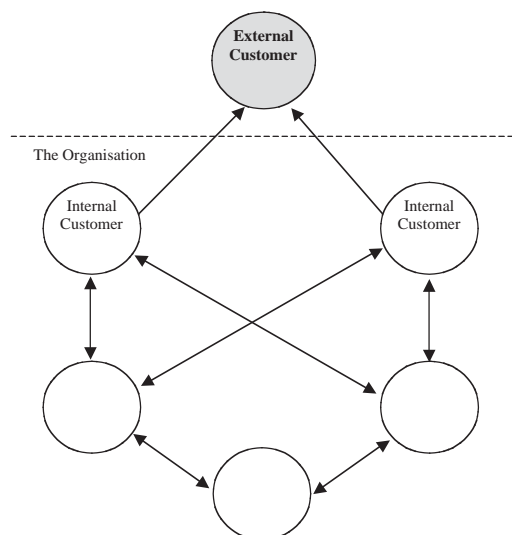 External
Customer
The Organisation
Internal
Customer
Internal
Customer